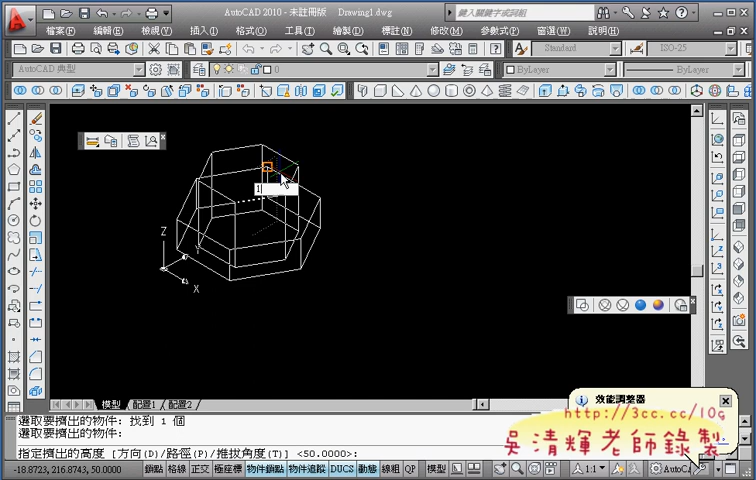 AutoCAD 2010 - 未註冊版 Drawing1.dwg
鍵入關鍵字或詞組
檔案(F) 編輯(E) 檢視(V) 插入(I) 格式(O) 工具(T) 繪製(D) 標註(N) 修改(M) 參數式(P) 視窗(W) 說明(H)
Standard ISO-25
AutoCAD 典型 0 ByLayer ByLayer
1
Z
Y
X
模型 配置1 配置2
選取要擠出的物件: 找到 1 個
選取要擠出的物件:
指定擠出的高度 [方向(D)/路徑(P)/推拔角度(T)] <50.0000>:
效能調整器
http://3cc.cc/10g
吳清輝老師錄製
-18.8723, 216.8743, 50.0000 鎖點 格線 正交 極座標 物件鎖點 物件追蹤 DUCS 動態 線粗 QP 模型 1:1 AutoCA